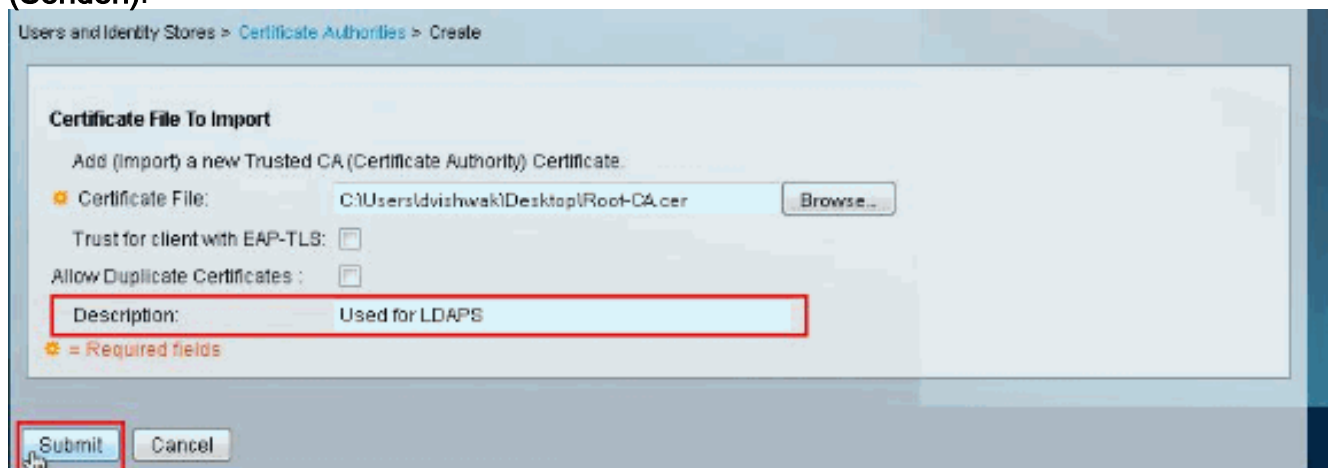 (Senden).
Users and Identity Stores > Certificate Authorities > Create
Certificate File To Import
Add (Import) a new Trusted CA (Certificate Authority) Certificate.
Certificate File: C:\Users\dvishwak\Desktop\Root-CA.cer Browse...
Trust for client with EAP-TLS:
Allow Duplicate Certificates :
Description: Used for LDAPS
= Required fields
Submit Cancel